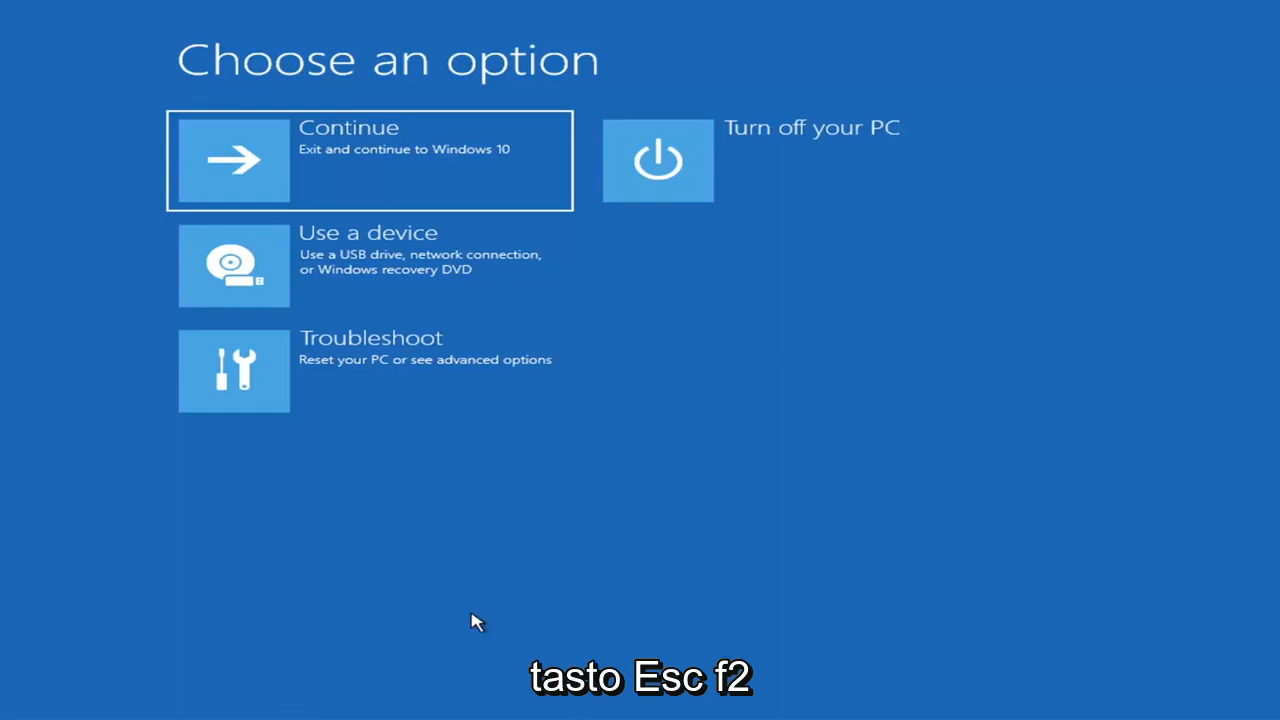 Choose an option
Continue
Exit and continue to Windows 10
Turn off your PC
Use a device
Use a USB drive, network connection,
or Windows recovery DVD
Troubleshoot
Reset your PC or see advanced options
tasto Esc f2